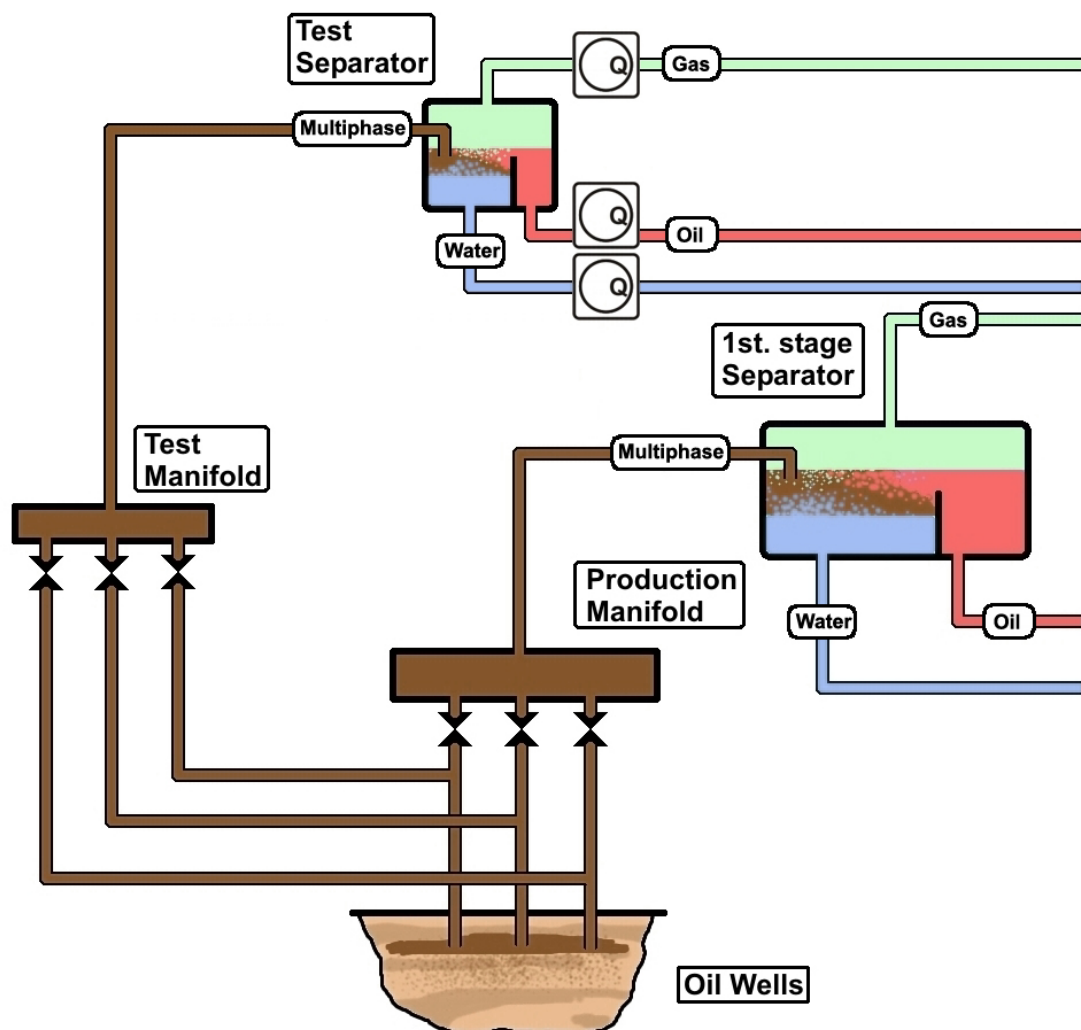 Test
Separator
Q
Gas
Multiphase
Q
Oil
Water
Q
Gas
1st. stage
Separator
Test
Manifold
Multiphase
Production
Manifold
Water
Oil
Oil Wells